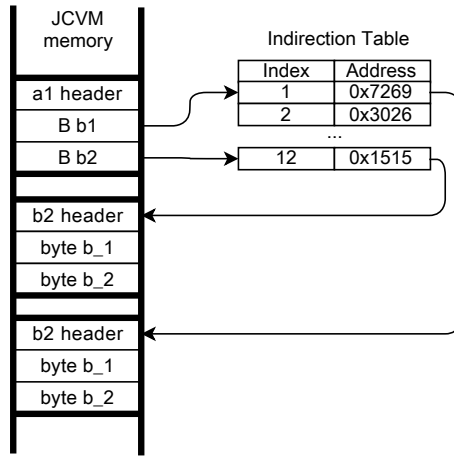 JCVM
memory
a1 header
B b1
B b2
b2 header
byte b_1
byte b_2
b2 header
byte b_1
byte b_2
Indirection Table
Index Address
1 0x7269
2 0x3026
...
12 0x1515